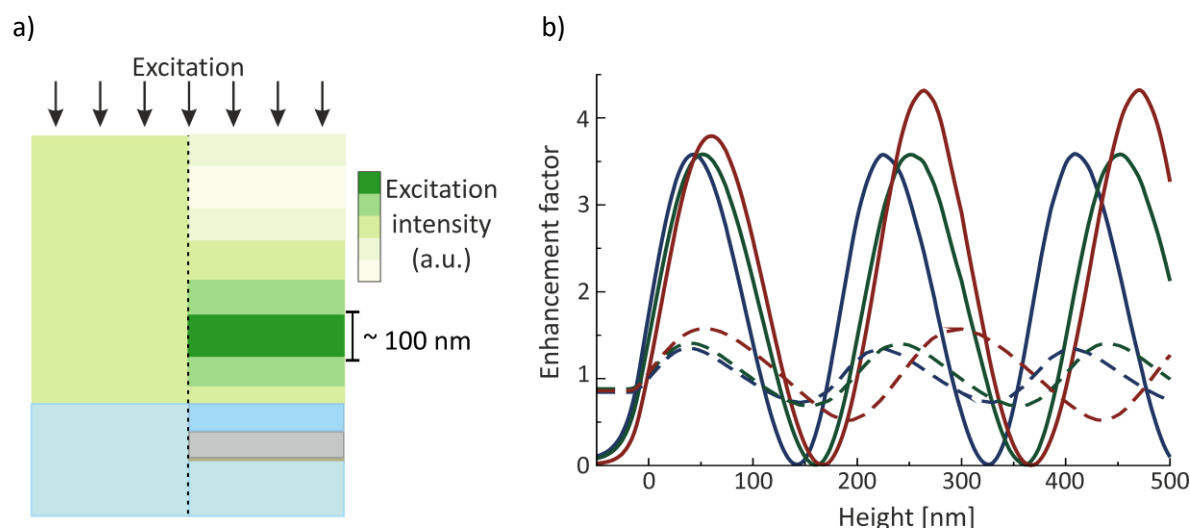 a)
Excitation
Excitation
intensity
(a.u.)
~ 100 nm
b)
Enhancement factor
4
3
2
1
0
0
100
200
300
400
500
Height [nm]